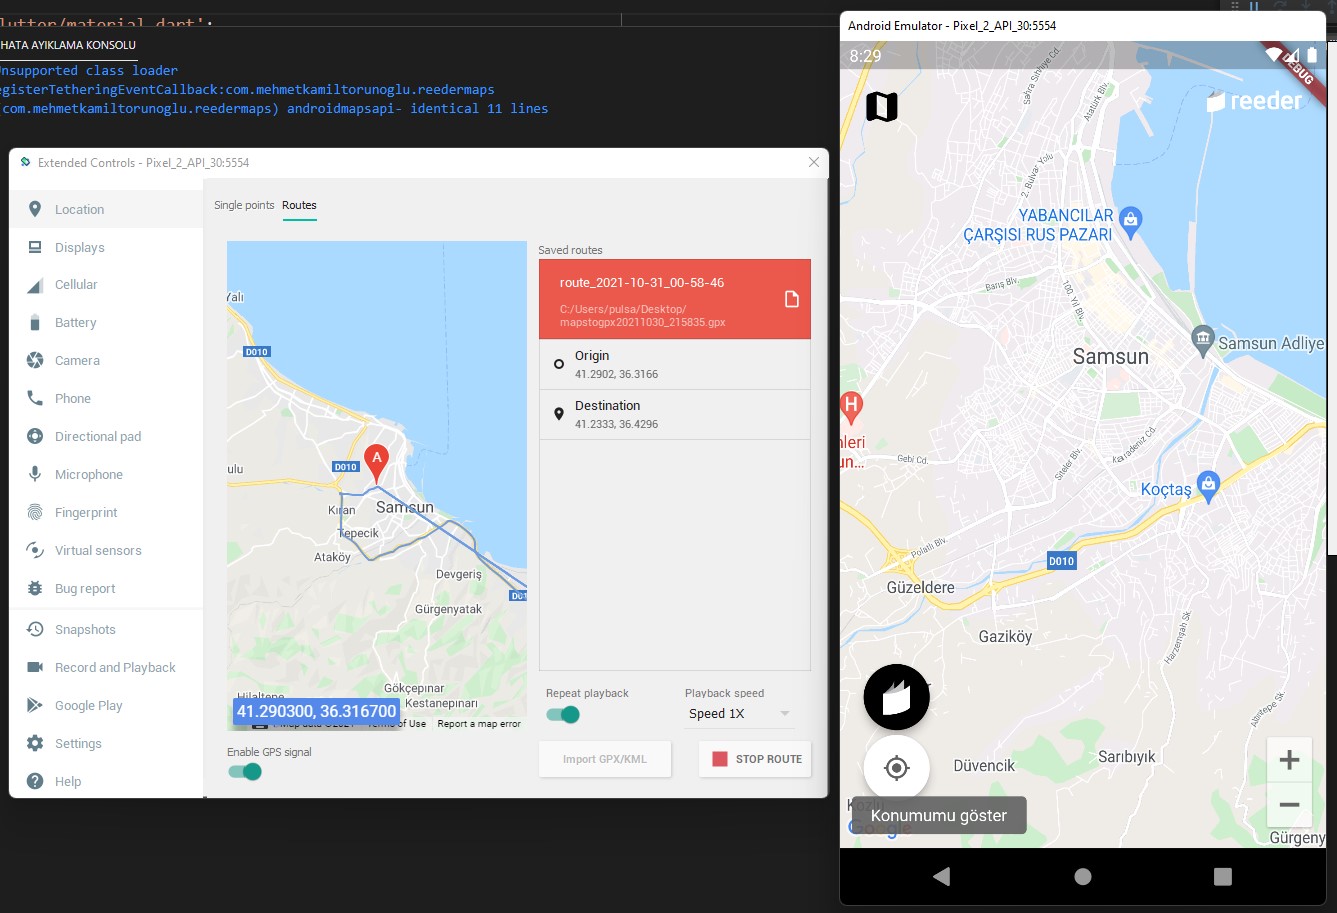 lutter/material.dart';
HATA AYIKLAMA KONSOLU
Unsupported class loader
egisterTetheringEventCallback:com.mehmetkamiltorunoglu.reedermaps
(com.mehmetkamiltorunoglu.reedermaps) androidmapsapi- identical 11 lines
Extended Controls - Pixel_2_API_30:5554
Location
Displays
Cellular
Battery
Camera
Phone
Directional pad
Microphone
Fingerprint
Virtual sensors
Bug report
Snapshots
Record and Playback
Google Play
Settings
Help
Single points
Routes
Yalı
D010
ulu
D010
A
Kıran
Samsun
Tepecik
Ataköy
Devgeriş
D01
Gürgenyatak
Gökçepınar
Hilaltepe
Kestanepınarı
41.290300, 36.316700
Map data ©2021
Terms of Use
Report a map error
Enable GPS signal
Saved routes
route_2021-10-31_00-58-46
C:/Users/pulsa/Desktop/
mapstogpx20211030_215835.gpx
Origin
41.2902, 36.3166
Destination
41.2333, 36.4296
Repeat playback
Playback speed
Speed 1X
Import GPX/KML
STOP ROUTE
Android Emulator - Pixel_2_API_30:5554
8:29
DEBUG
reeder
Sahra Sıhhiye Cd.
Atatürk Blv.
2. Bulvar Yolu
YABANCILAR
ÇARŞISI RUS PAZARI
Barış Blv.
100. Yıl Blv.
Samsun
Samsun Adliye
H
nleri
un...
Gebi Cd.
Siteler Blv.
Karadeniz Cd.
Koçtaş
Polatlı Blv.
D010
Güzeldere
Gaziköy
Harzemşah Sk.
Abritepe Sk.
Düvencik
Sarıbıyık
Kozlu
Google
Konumumu göster
Gürgeny